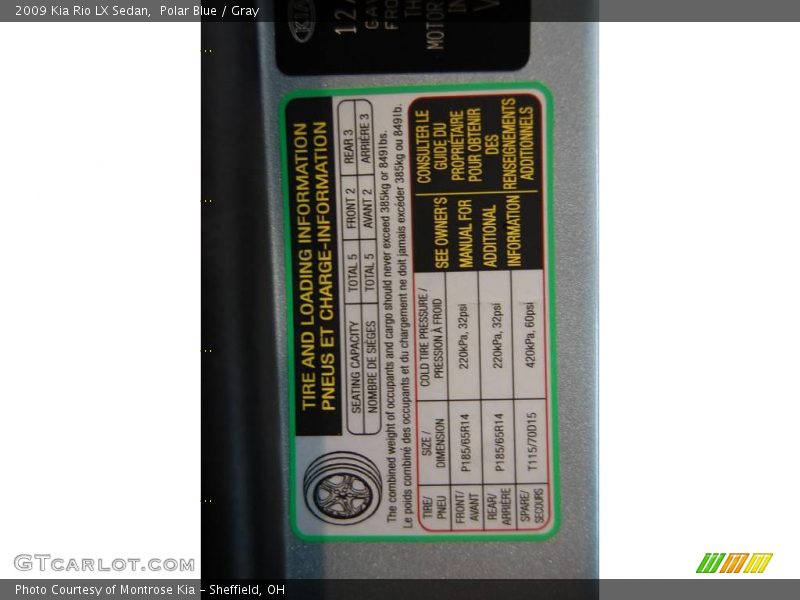 2009 Kia Rio LX Sedan,  Polar Blue / Gray
KIA
TIRE AND LOADING INFORMATION
PNEUS ET CHARGE-INFORMATION
SEATING CAPACITY TOTAL 5 FRONT 2 REAR 3
NOMBRE DE SIÈGES TOTAL 5 AVANT 2 ARRIÈRE 3
The combined weight of occupants and cargo should never exceed 385kg or 849lbs.
Le poids combiné des occupants et du chargement ne doit jamais excéder 385kg ou 849lb.
TIRE/ SIZE / COLD TIRE PRESSURE /
PNEU DIMENSION PRESSION À FROID
FRONT/ P185/65R14 220kPa, 32psi
AVANT
REAR/ P185/65R14 220kPa, 32psi
ARRIÈRE
SPARE/ T115/70D15 420kPa, 60psi
SECOURS
SEE OWNER'S
MANUAL FOR
ADDITIONAL
INFORMATION
CONSULTER LE
GUIDE DU
PROPRIÉTAIRE
POUR OBTENIR
DES
RENSEIGNEMENTS
ADDITIONNELS
GTCARLOT.COM
Photo Courtesy of Montrose Kia - Sheffield, OH